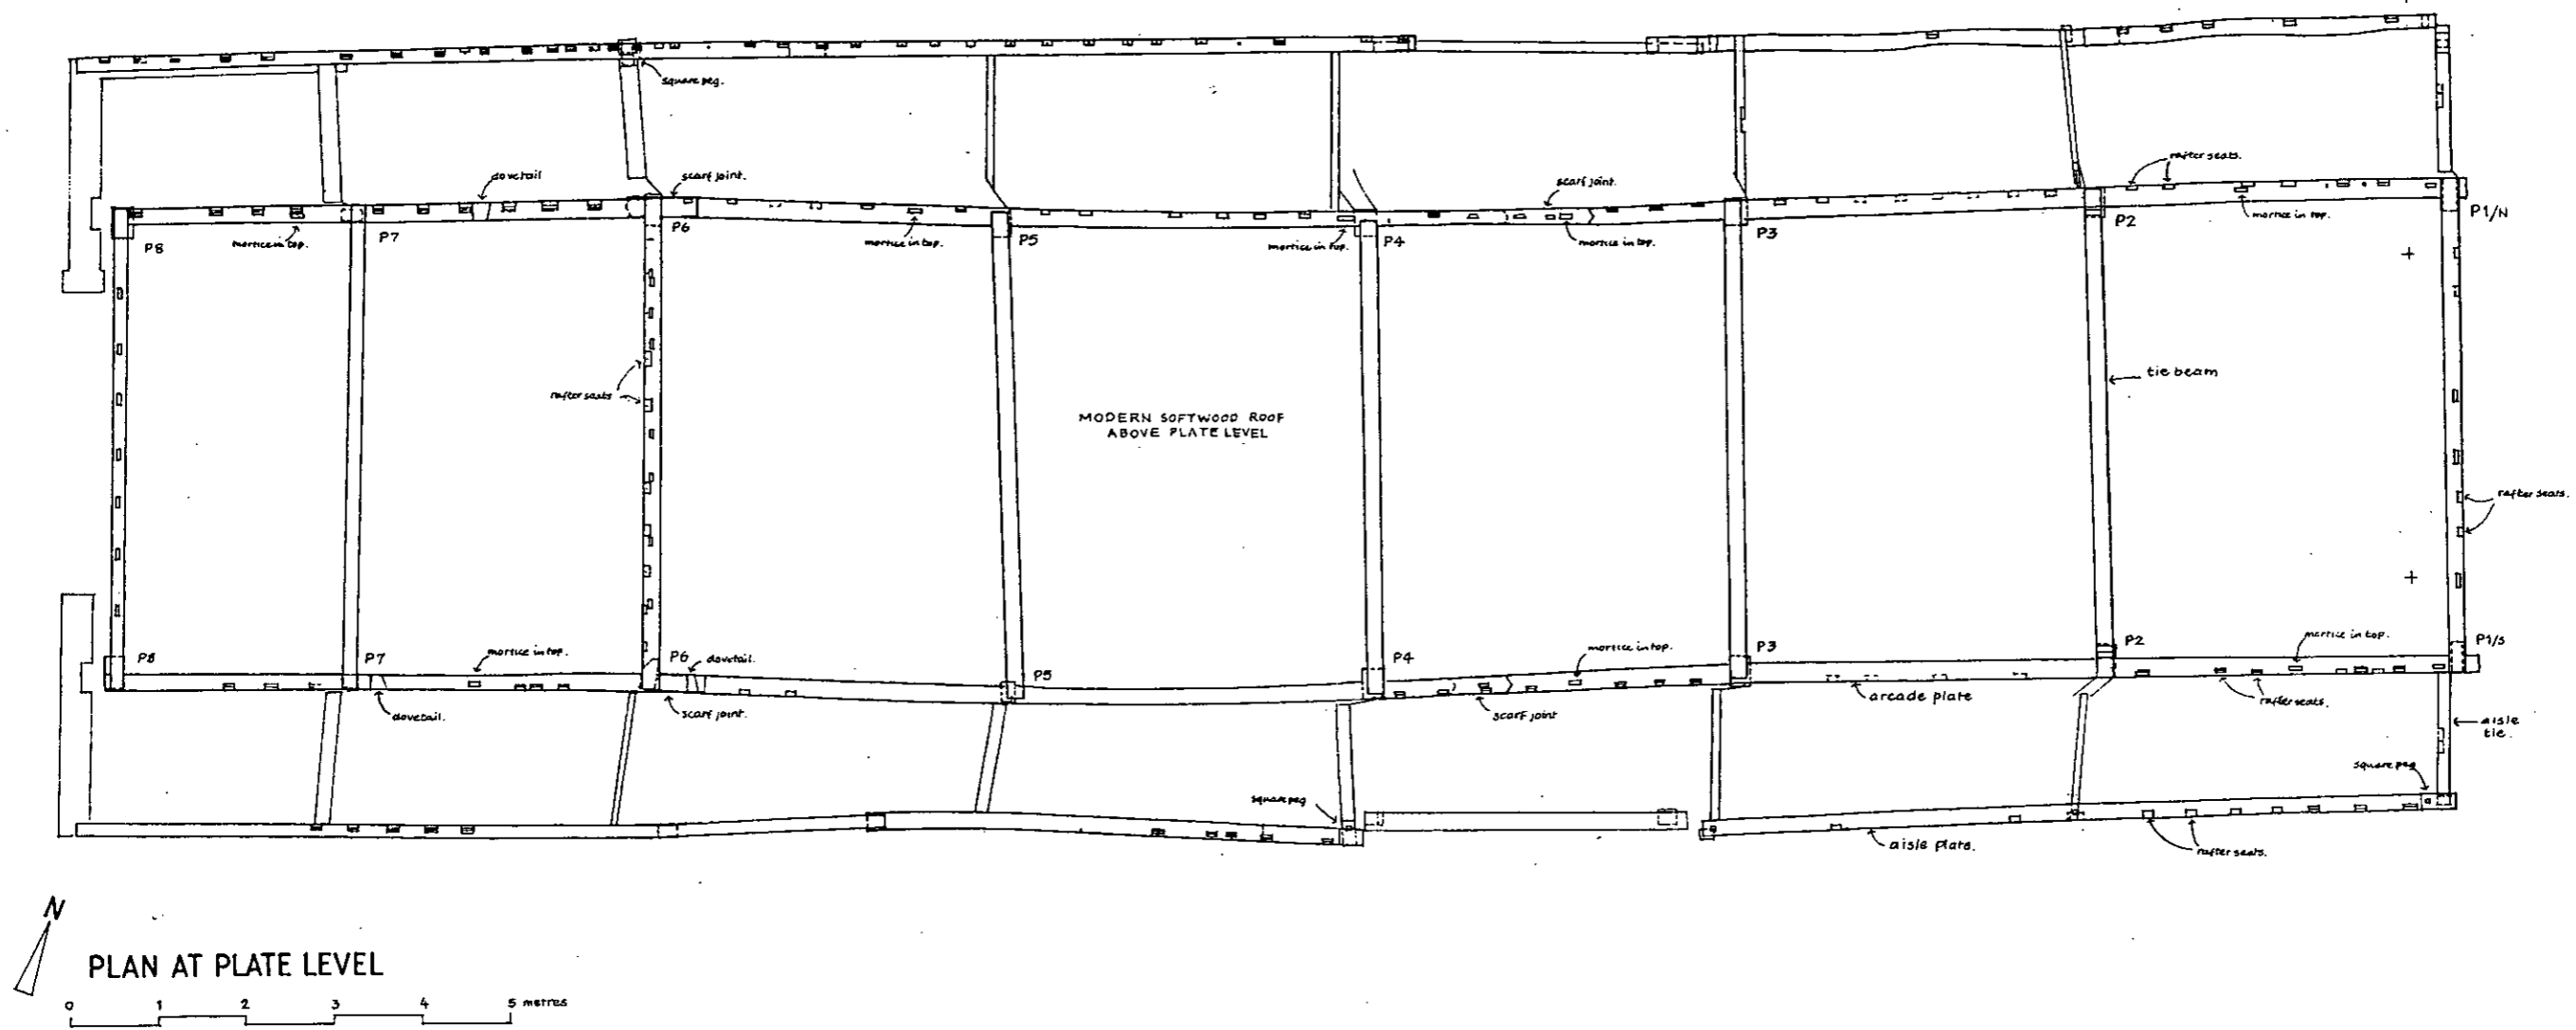 square peg.
rafter seats.
dovetail
scarf joint.
scarf joint.
P8
mortice in top.
P7
P6
mortice in top.
P5
mortice in top.
P4
mortice in top.
P3
P2
mortice in top.
P1/N
tie beam
rafter seats
MODERN SOFTWOOD ROOF
ABOVE PLATE LEVEL
rafter seats.
P8
P7
mortice in top.
P6
dovetail.
P5
P4
mortice in top.
P3
P2
mortice in top.
P1/S
dovetail.
scarf joint.
scarf joint
arcade plate
rafter seats.
aisle
tie.
square peg
square peg
aisle plate.
rafter seats.
N
PLAN AT PLATE LEVEL
0 1 2 3 4 5 metres